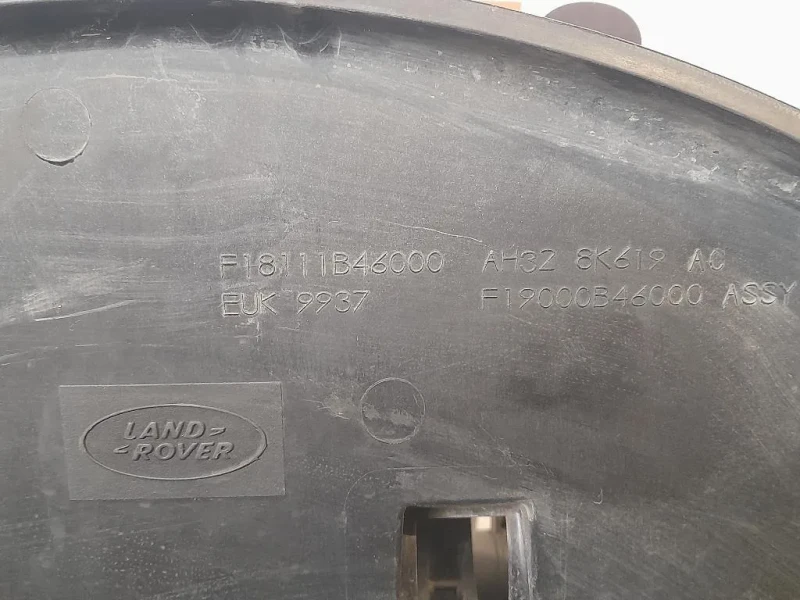 F18111B46000 AH32 8K619 AC
EUK 9937 F19000B46000 ASSY
LAND
ROVER